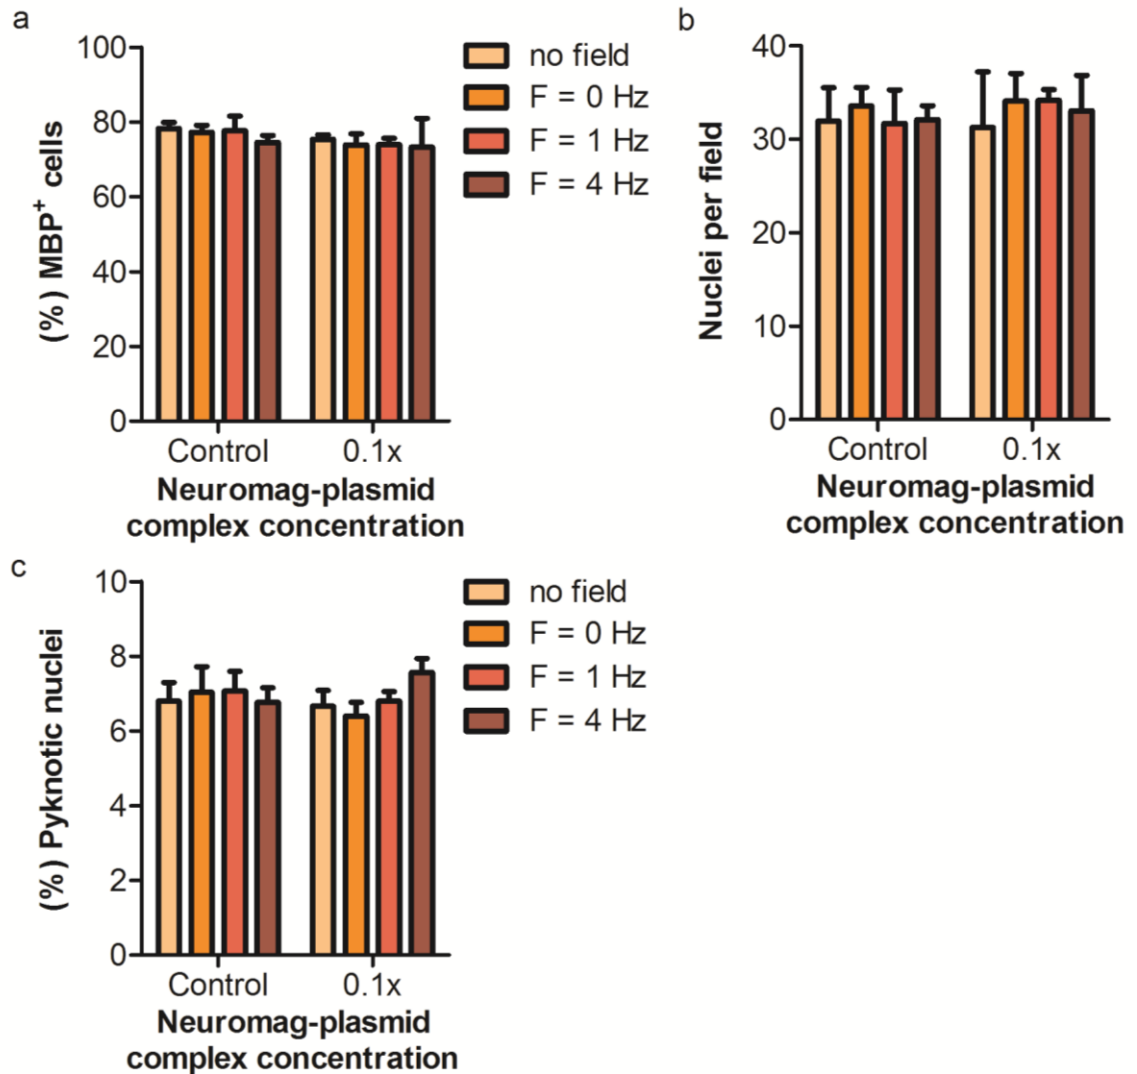 a
100
80
60
40
20
0
(%) MBP⁺ cells
Control
0.1x
Neuromag-plasmid
complex concentration
no field
F = 0 Hz
F = 1 Hz
F = 4 Hz
b
40
30
20
10
0
Nuclei per field
Control
0.1x
Neuromag-plasmid
complex concentration
c
10
8
6
4
2
0
(%) Pyknotic nuclei
Control
0.1x
Neuromag-plasmid
complex concentration
no field
F = 0 Hz
F = 1 Hz
F = 4 Hz